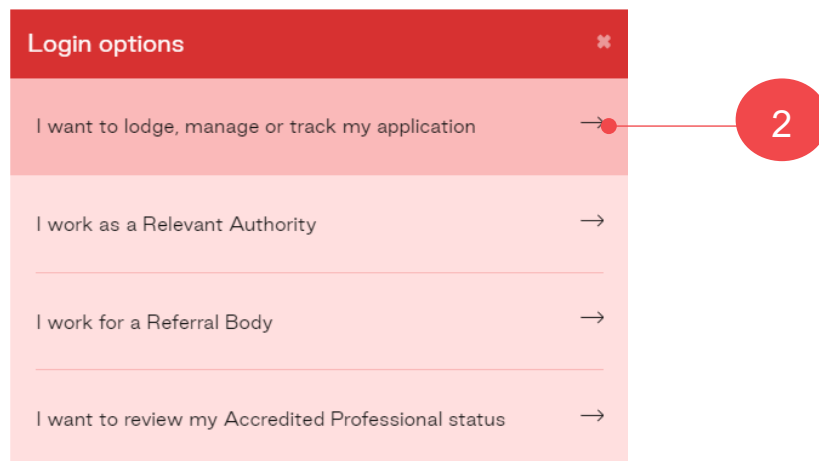 Login options
I want to lodge, manage or track my application
2
I work as a Relevant Authority
I work for a Referral Body
I want to review my Accredited Professional status